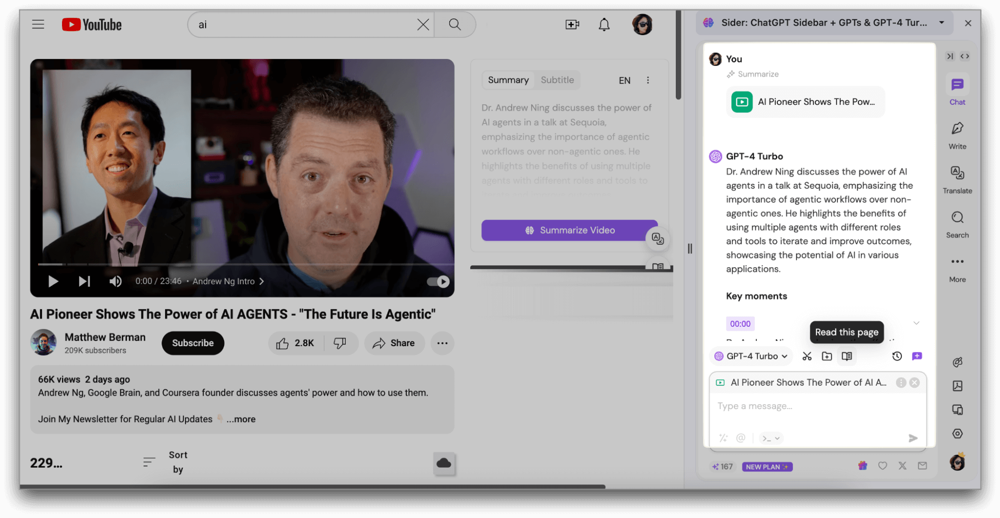 YouTube
ai
AI Pioneer Shows The Power of AI AGENTS - "The Future Is Agentic"
0:00 / 23:46 • Andrew Ng Intro
Matthew Berman
209K subscribers
Subscribe
2.8K
Share
66K views 2 days ago
Andrew Ng, Google Brain, and Coursera founder discusses agents' power and how to use them.
Join My Newsletter for Regular AI Updates 👇🏻 ...more
229...
Sort
by
Summary
Subtitle
EN
Dr. Andrew Ning discusses the power of
AI agents in a talk at Sequoia,
emphasizing the importance of agentic
workflows over non-agentic ones. He
highlights the benefits of using multiple
agents with different roles and tools to
iterate and improve outcomes
Summarize Video
Sider: ChatGPT Sidebar + GPTs & GPT-4 Tur...
You
Summarize
AI Pioneer Shows The Pow...
GPT-4 Turbo
Dr. Andrew Ning discusses the power of AI
agents in a talk at Sequoia, emphasizing the
importance of agentic workflows over non-
agentic ones. He highlights the benefits of
using multiple agents with different roles
and tools to iterate and improve outcomes,
showcasing the potential of AI in various
applications.
Key moments
00:00
Read this page
GPT-4 Turbo
AI Pioneer Shows The Power of AI A...
Type a message...
167
NEW PLAN
Chat
Write
Translate
Search
More